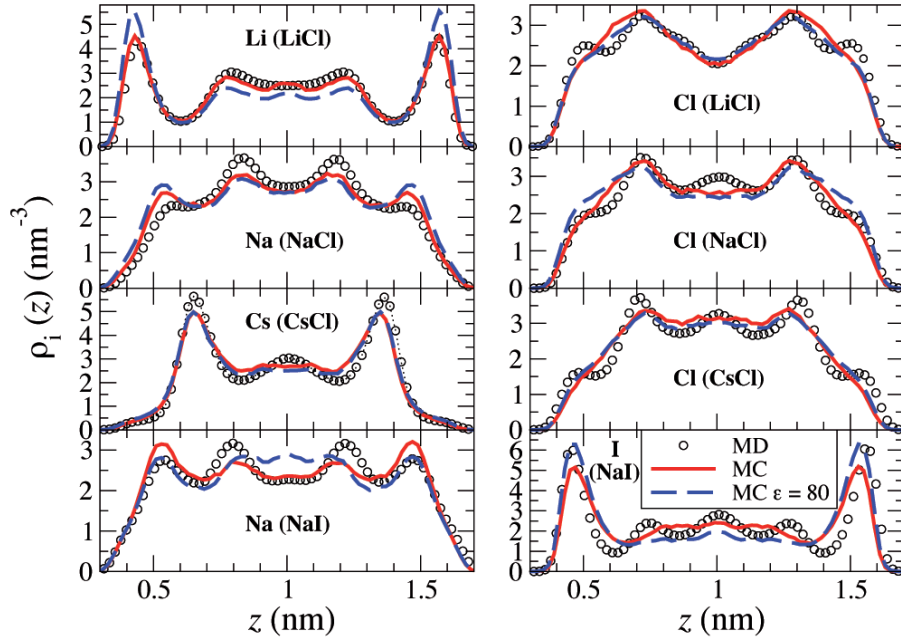 Li (LiCl)
5
4
3
2
1
Cl (LiCl)
3
2
1
0
Na (NaCl)
3
2
1
0
Cl (NaCl)
3
2
1
0
Cs (CsCl)
5
4
3
2
1
0
Cl (CsCl)
3
2
1
0
Na (NaI)
3
2
1
0
I
(NaI)
6
5
4
3
2
1
0
MD
MC
MC ε = 80
0.5
1
1.5
0.5
1
1.5
z (nm)
z (nm)
ρi (z) (nm-3)